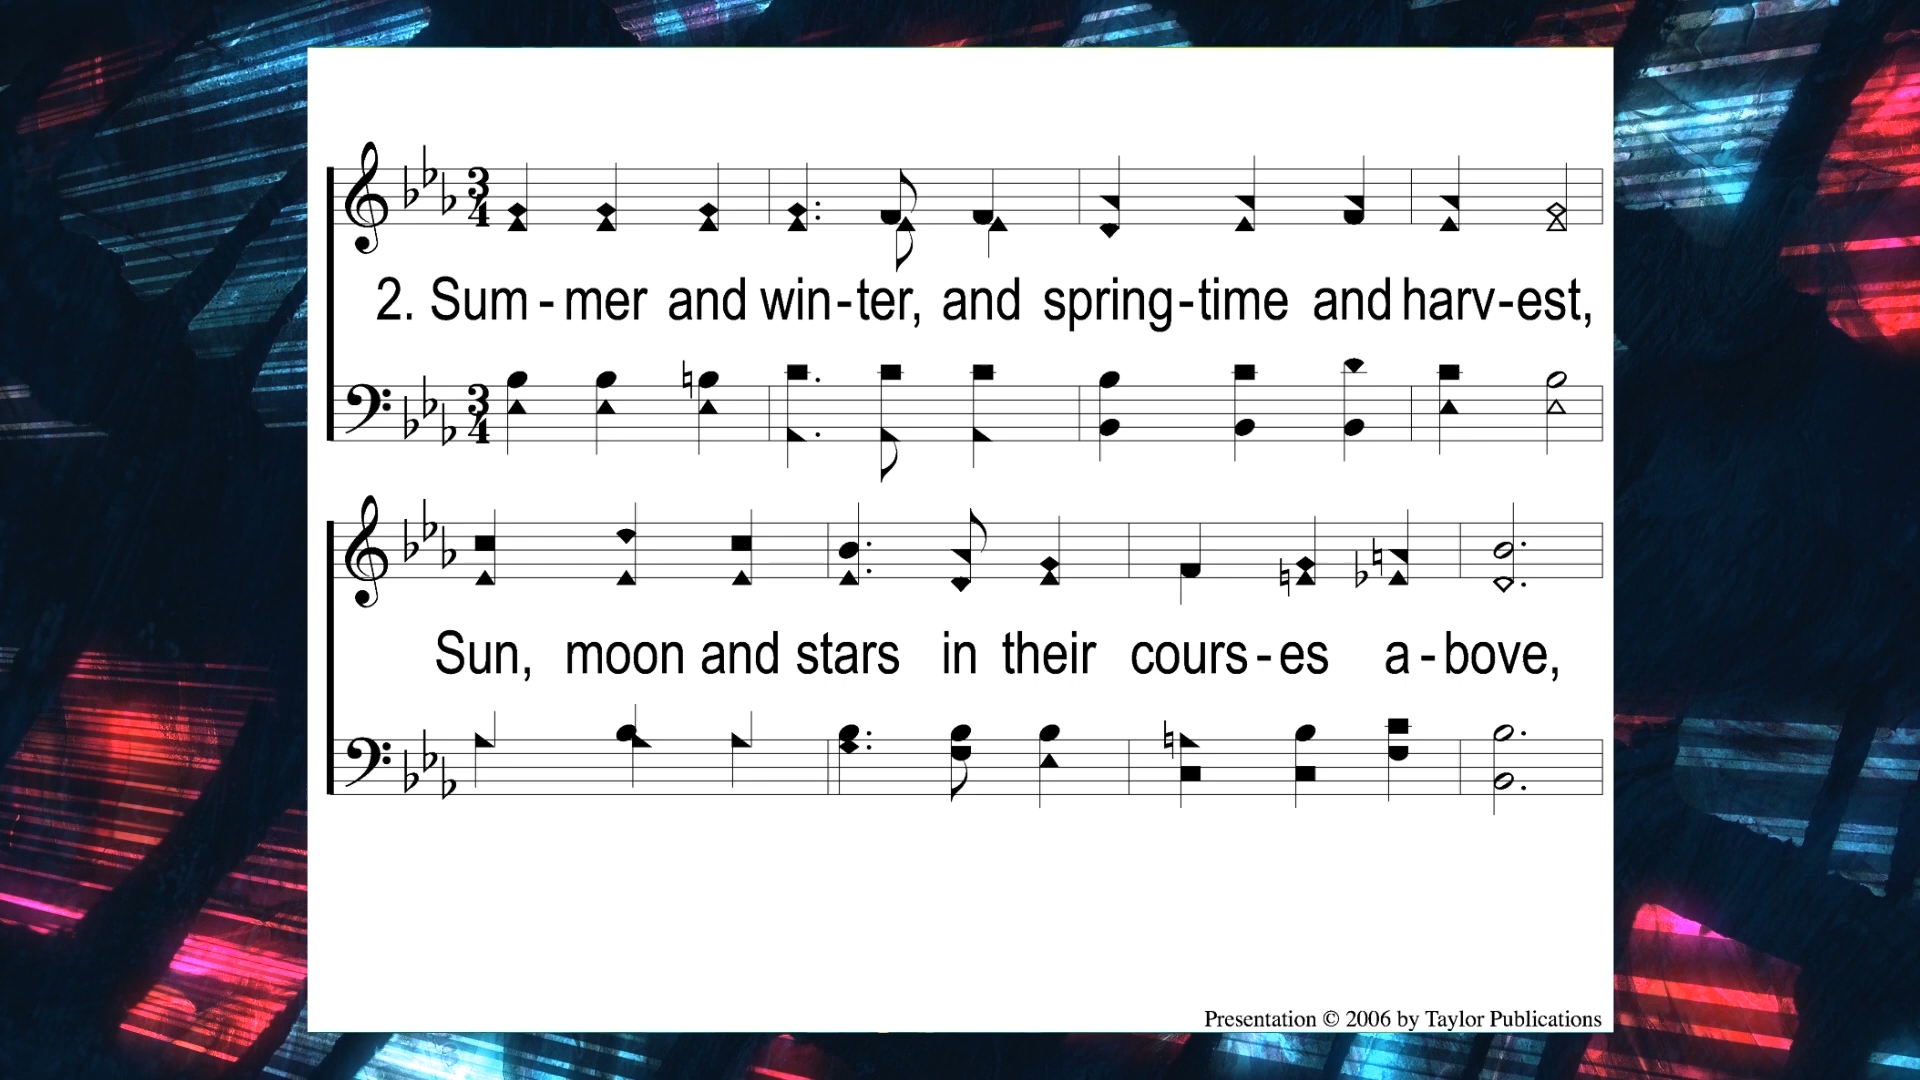 2. Sum - mer and win - ter, and spring - time and harv - est,
Sun, moon and stars in their cours - es a - bove,
Presentation © 2006 by Taylor Publications